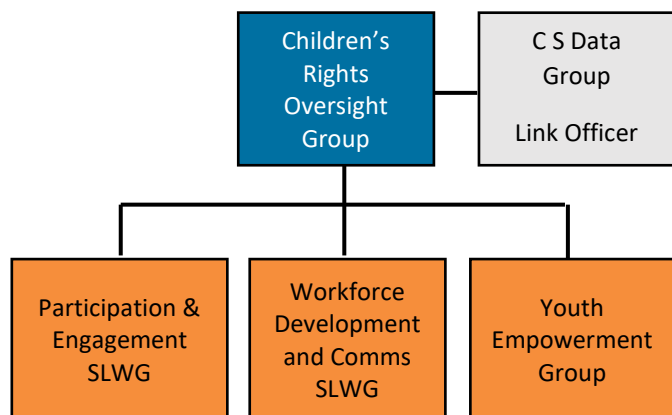 Children’s
Rights
Oversight
Group
C S Data
Group
Link Officer
Participation &
Engagement
SLWG
Workforce
Development
and Comms
SLWG
Youth
Empowerment
Group